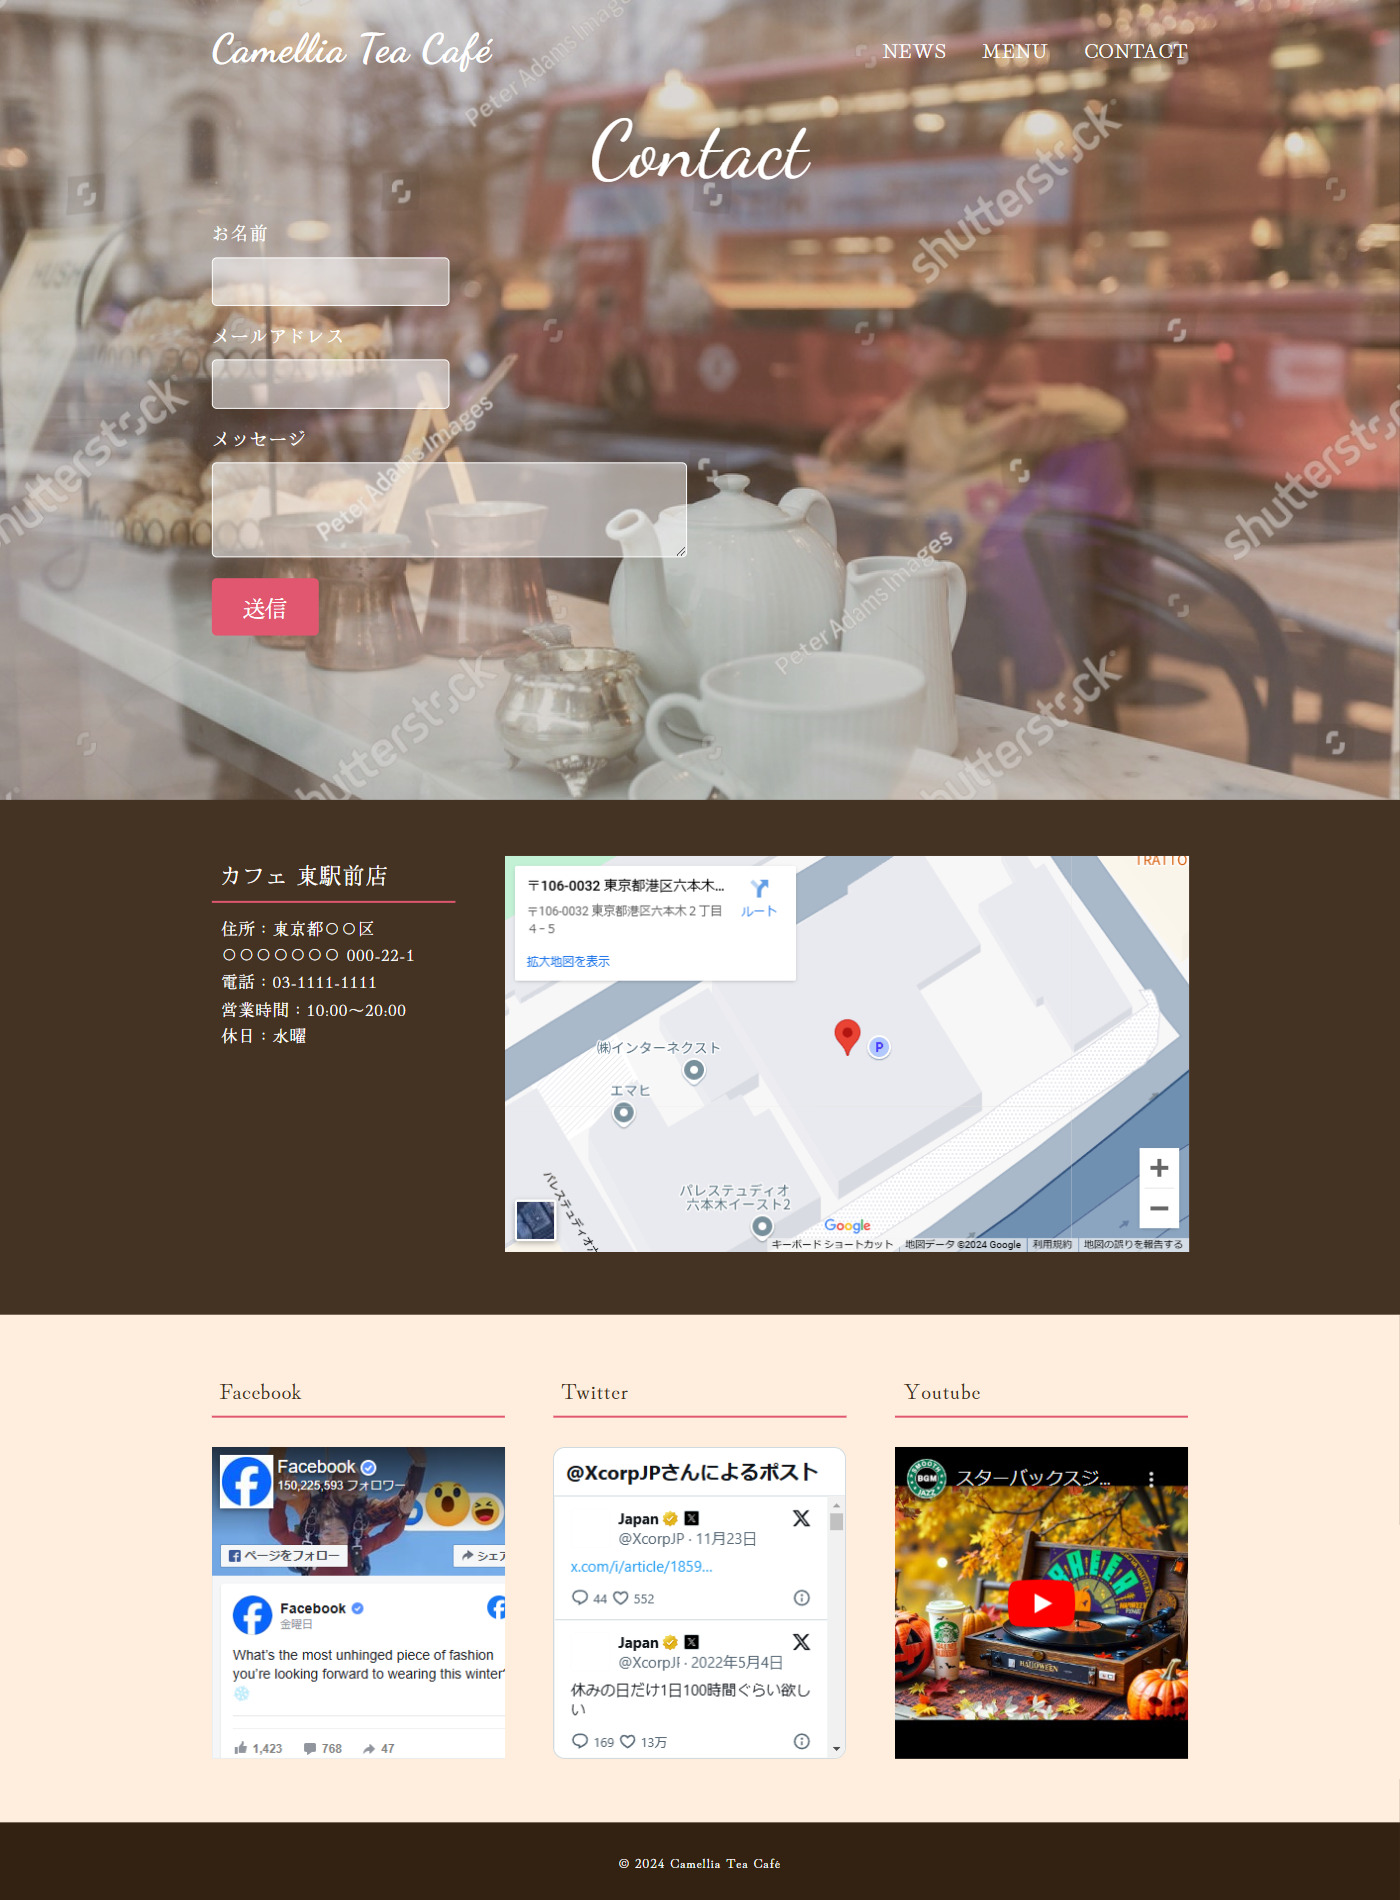 Camellia Tea Café
NEWS
MENU
CONTACT
Peter Adams Images
Contact
shutterstock
お名前
メールアドレス
shutterstock
Peter Adams Images
shutterstock
メッセージ
Peter Adams Images
送信
shutterstock
shutterstock
カフェ 東駅前店
住所：東京都○○区
○○○○○○○ 000-22-1
電話：03-1111-1111
営業時間：10:00～20:00
休日：水曜
TRATTO
〒106-0032 東京都港区六本木...
〒106-0032 東京都港区六本木２丁目
４−５
ルート
拡大地図を表示
P
㈱インターネクスト
エマヒ
パレステュディオ
六本木イースト2
パレステュディオ
Google
キーボード ショートカット
地図データ ©2024 Google
利用規約
地図の誤りを報告する
Facebook
Facebook
150,225,593 フォロワー
ページをフォロー
シェア
Facebook
金曜日
What's the most unhinged piece of fashion
you're looking forward to wearing this winter?
1,423
768
47
Twitter
@XcorpJPさんによるポスト
Japan
@XcorpJP · 11月23日
x.com/i/article/1859...
44
552
Japan
@XcorpJP · 2022年5月4日
休みの日だけ1日100時間ぐらい欲し
い
169
13万
Youtube
SMOOTH
BGM
JAZZ
スターバックスジ...
HALLOWEEN
© 2024 Camellia Tea Café